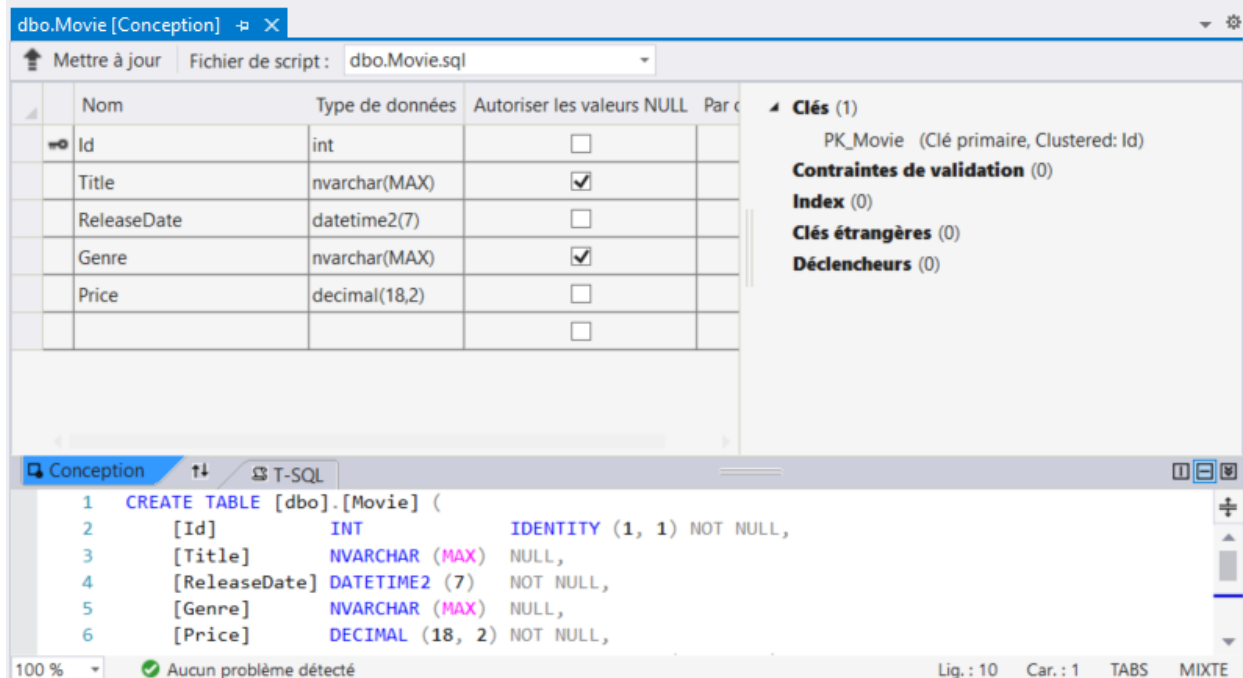 dbo.Movie [Conception]
Mettre à jour Fichier de script : dbo.Movie.sql
Nom Type de données Autoriser les valeurs NULL Par
Id int
Title nvarchar(MAX)
ReleaseDate datetime2(7)
Genre nvarchar(MAX)
Price decimal(18,2)
Clés (1)
PK_Movie (Clé primaire, Clustered: Id)
Contraintes de validation (0)
Index (0)
Clés étrangères (0)
Déclencheurs (0)
Conception T-SQL
1 CREATE TABLE [dbo].[Movie] (
2 [Id] INT IDENTITY (1, 1) NOT NULL,
3 [Title] NVARCHAR (MAX) NULL,
4 [ReleaseDate] DATETIME2 (7) NOT NULL,
5 [Genre] NVARCHAR (MAX) NULL,
6 [Price] DECIMAL (18, 2) NOT NULL,
100 % Aucun problème détecté Lig. : 10 Car. : 1 TABS MIXTE